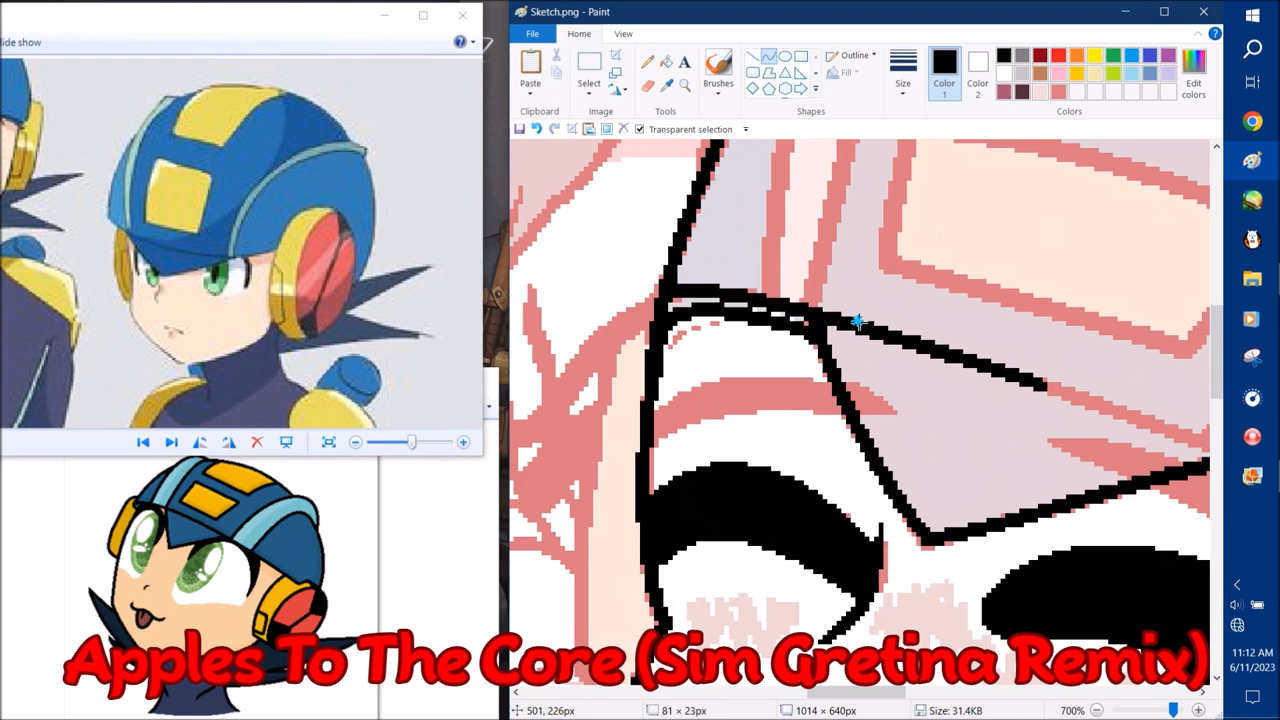 lide show
Sketch.png - Paint
File
Home
View
Paste
Select
Brushes
Outline
Fill
Size
Color 1
Color 2
Edit colors
Clipboard
Image
Tools
Shapes
Colors
Transparent selection
Apples To The Core (Sim Gretina Remix)
501, 226px
81 × 23px
1014 × 640px
Size: 31.4KB
700%
11:12 AM
6/11/2023